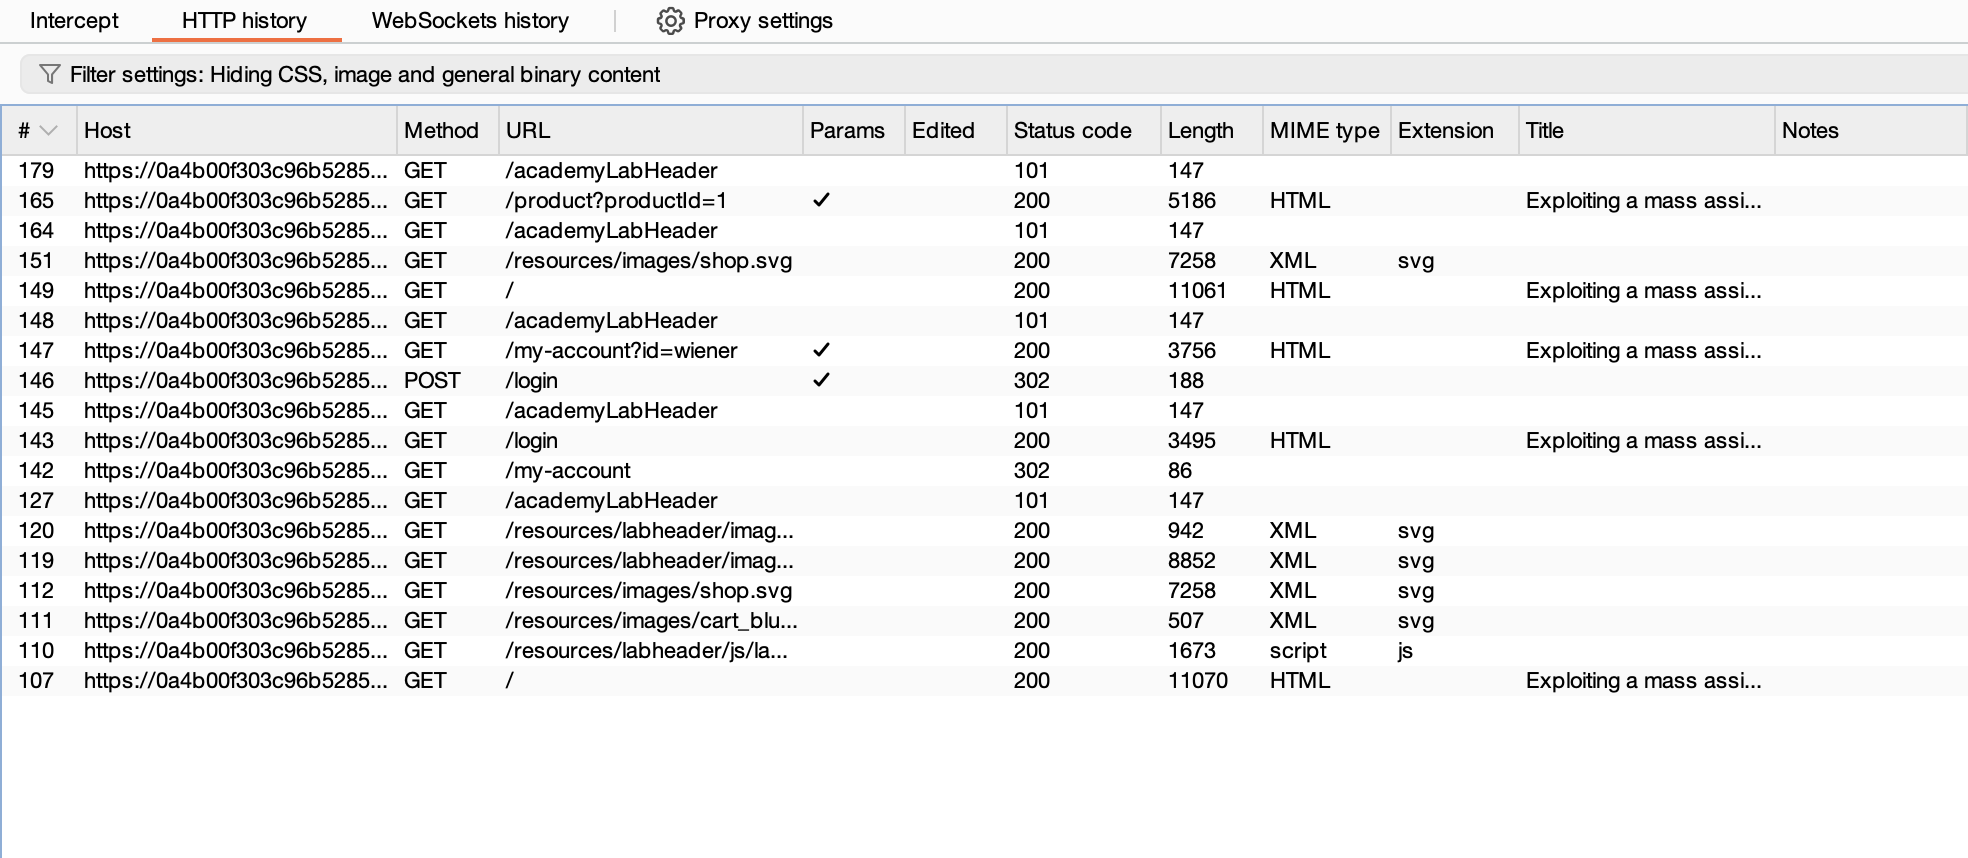 Intercept HTTP history WebSockets history Proxy settings
Filter settings: Hiding CSS, image and general binary content
# Host Method URL Params Edited Status code Length MIME type Extension Title Notes
179 https://0a4b00f303c96b5285... GET /academyLabHeader 101 147
165 https://0a4b00f303c96b5285... GET /product?productId=1 ✓ 200 5186 HTML Exploiting a mass assi...
164 https://0a4b00f303c96b5285... GET /academyLabHeader 101 147
151 https://0a4b00f303c96b5285... GET /resources/images/shop.svg 200 7258 XML svg
149 https://0a4b00f303c96b5285... GET / 200 11061 HTML Exploiting a mass assi...
148 https://0a4b00f303c96b5285... GET /academyLabHeader 101 147
147 https://0a4b00f303c96b5285... GET /my-account?id=wiener ✓ 200 3756 HTML Exploiting a mass assi...
146 https://0a4b00f303c96b5285... POST /login ✓ 302 188
145 https://0a4b00f303c96b5285... GET /academyLabHeader 101 147
143 https://0a4b00f303c96b5285... GET /login 200 3495 HTML Exploiting a mass assi...
142 https://0a4b00f303c96b5285... GET /my-account 302 86
127 https://0a4b00f303c96b5285... GET /academyLabHeader 101 147
120 https://0a4b00f303c96b5285... GET /resources/labheader/imag... 200 942 XML svg
119 https://0a4b00f303c96b5285... GET /resources/labheader/imag... 200 8852 XML svg
112 https://0a4b00f303c96b5285... GET /resources/images/shop.svg 200 7258 XML svg
111 https://0a4b00f303c96b5285... GET /resources/images/cart_blu... 200 507 XML svg
110 https://0a4b00f303c96b5285... GET /resources/labheader/js/la... 200 1673 script js
107 https://0a4b00f303c96b5285... GET / 200 11070 HTML Exploiting a mass assi...